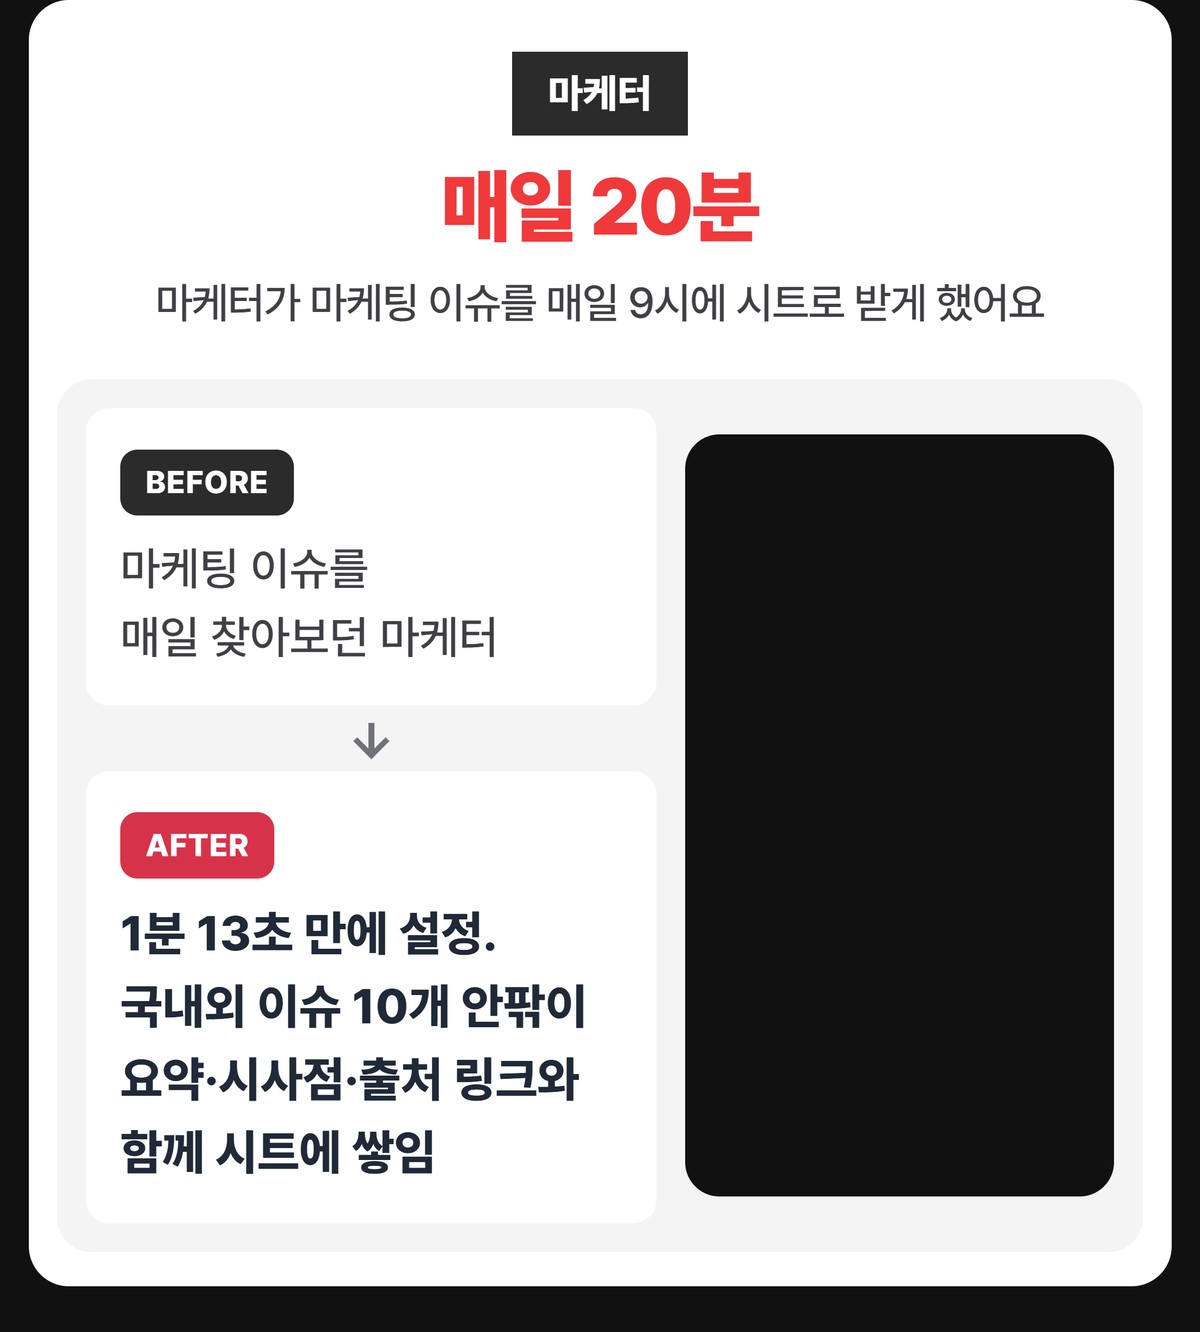 마케터
매일 20분
마케터가 마케팅 이슈를 매일 9시에 시트로 받게 했어요
BEFORE
마케팅 이슈를
매일 찾아보던 마케터
AFTER
1분 13초 만에 설정.
국내외 이슈 10개 안팎이
요약·시사점·출처 링크와
함께 시트에 쌓임